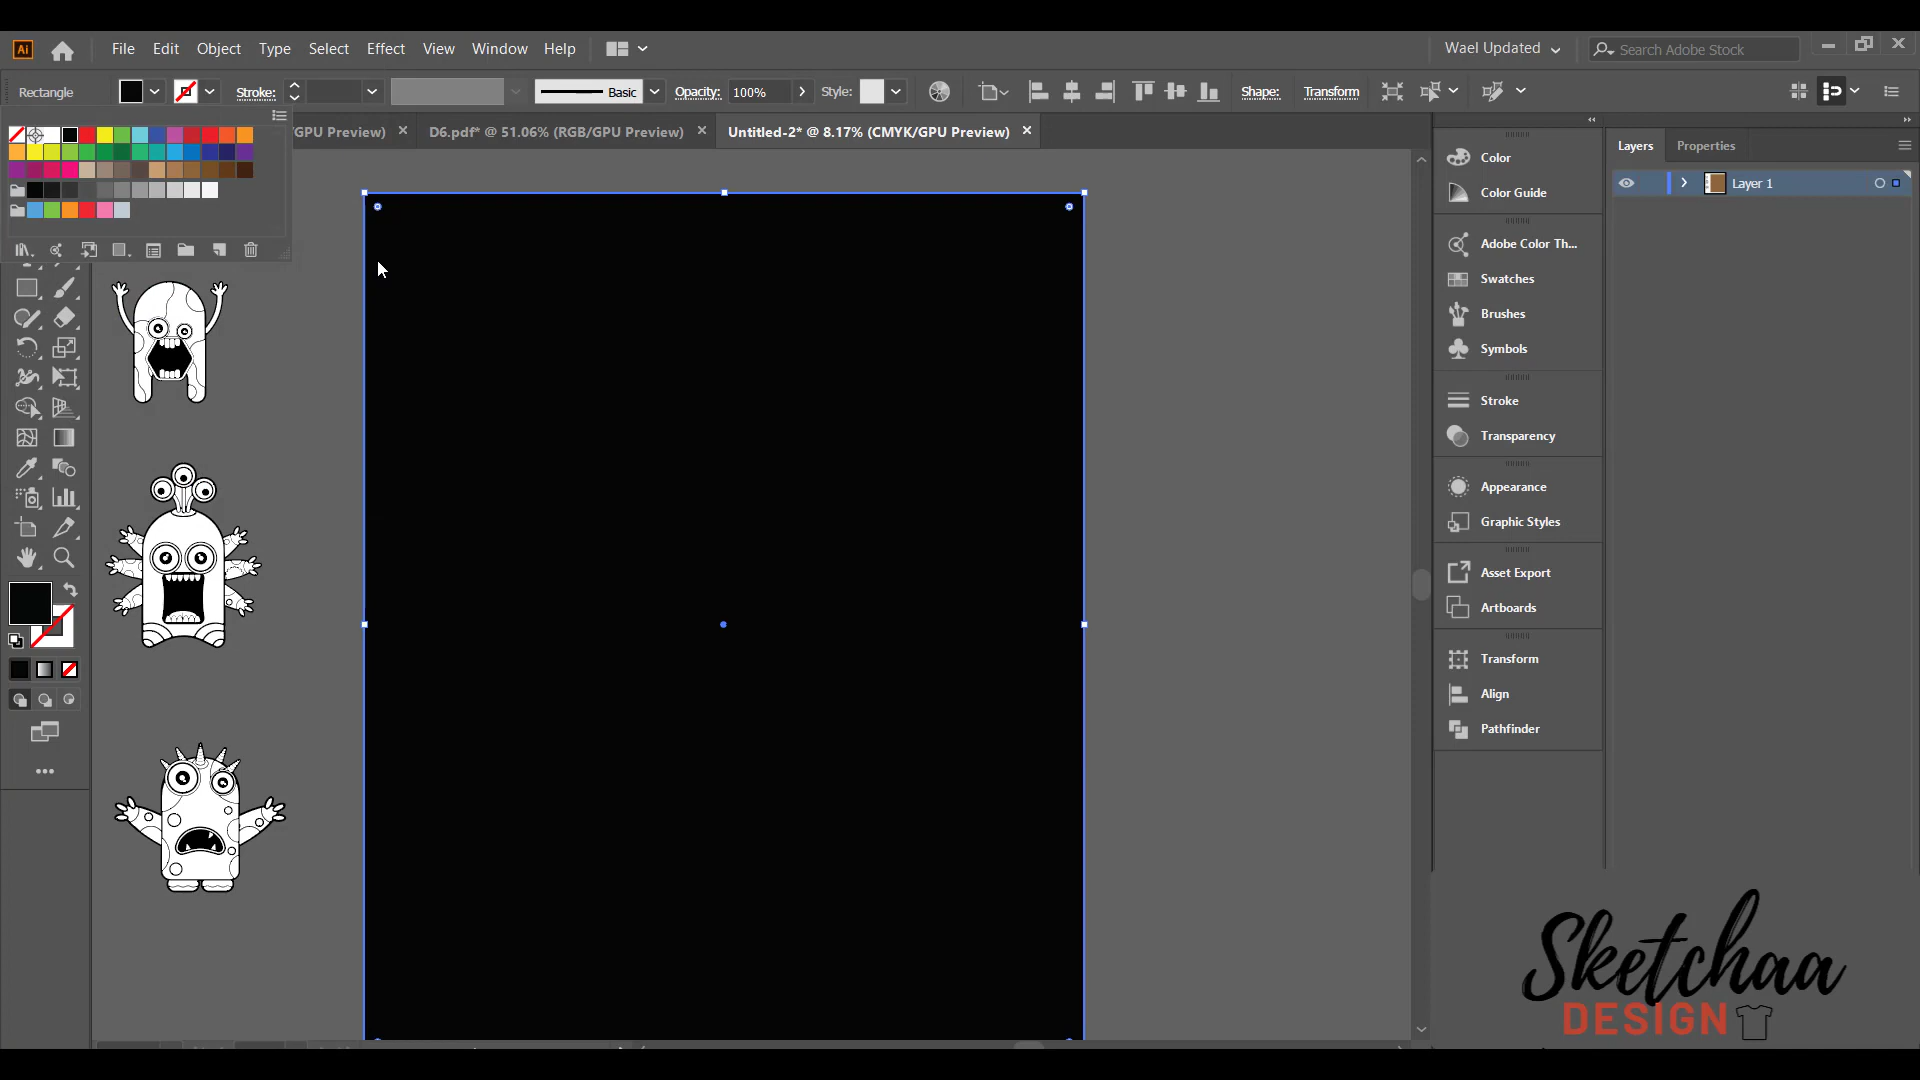 Ai
File Edit Object Type Select Effect View Window Help
Wael Updated
Search Adobe Stock
Rectangle
Stroke:
Basic
Opacity: 100%
Style:
Shape:
Transform
/GPU Preview)
D6.pdf* @ 51.06% (RGB/GPU Preview)
Untitled-2* @ 8.17% (CMYK/GPU Preview)
Color
Color Guide
Adobe Color Th...
Swatches
Brushes
Symbols
Stroke
Transparency
Appearance
Graphic Styles
Asset Export
Artboards
Transform
Align
Pathfinder
Layers Properties
Layer 1
Sketchaa
DESIGN